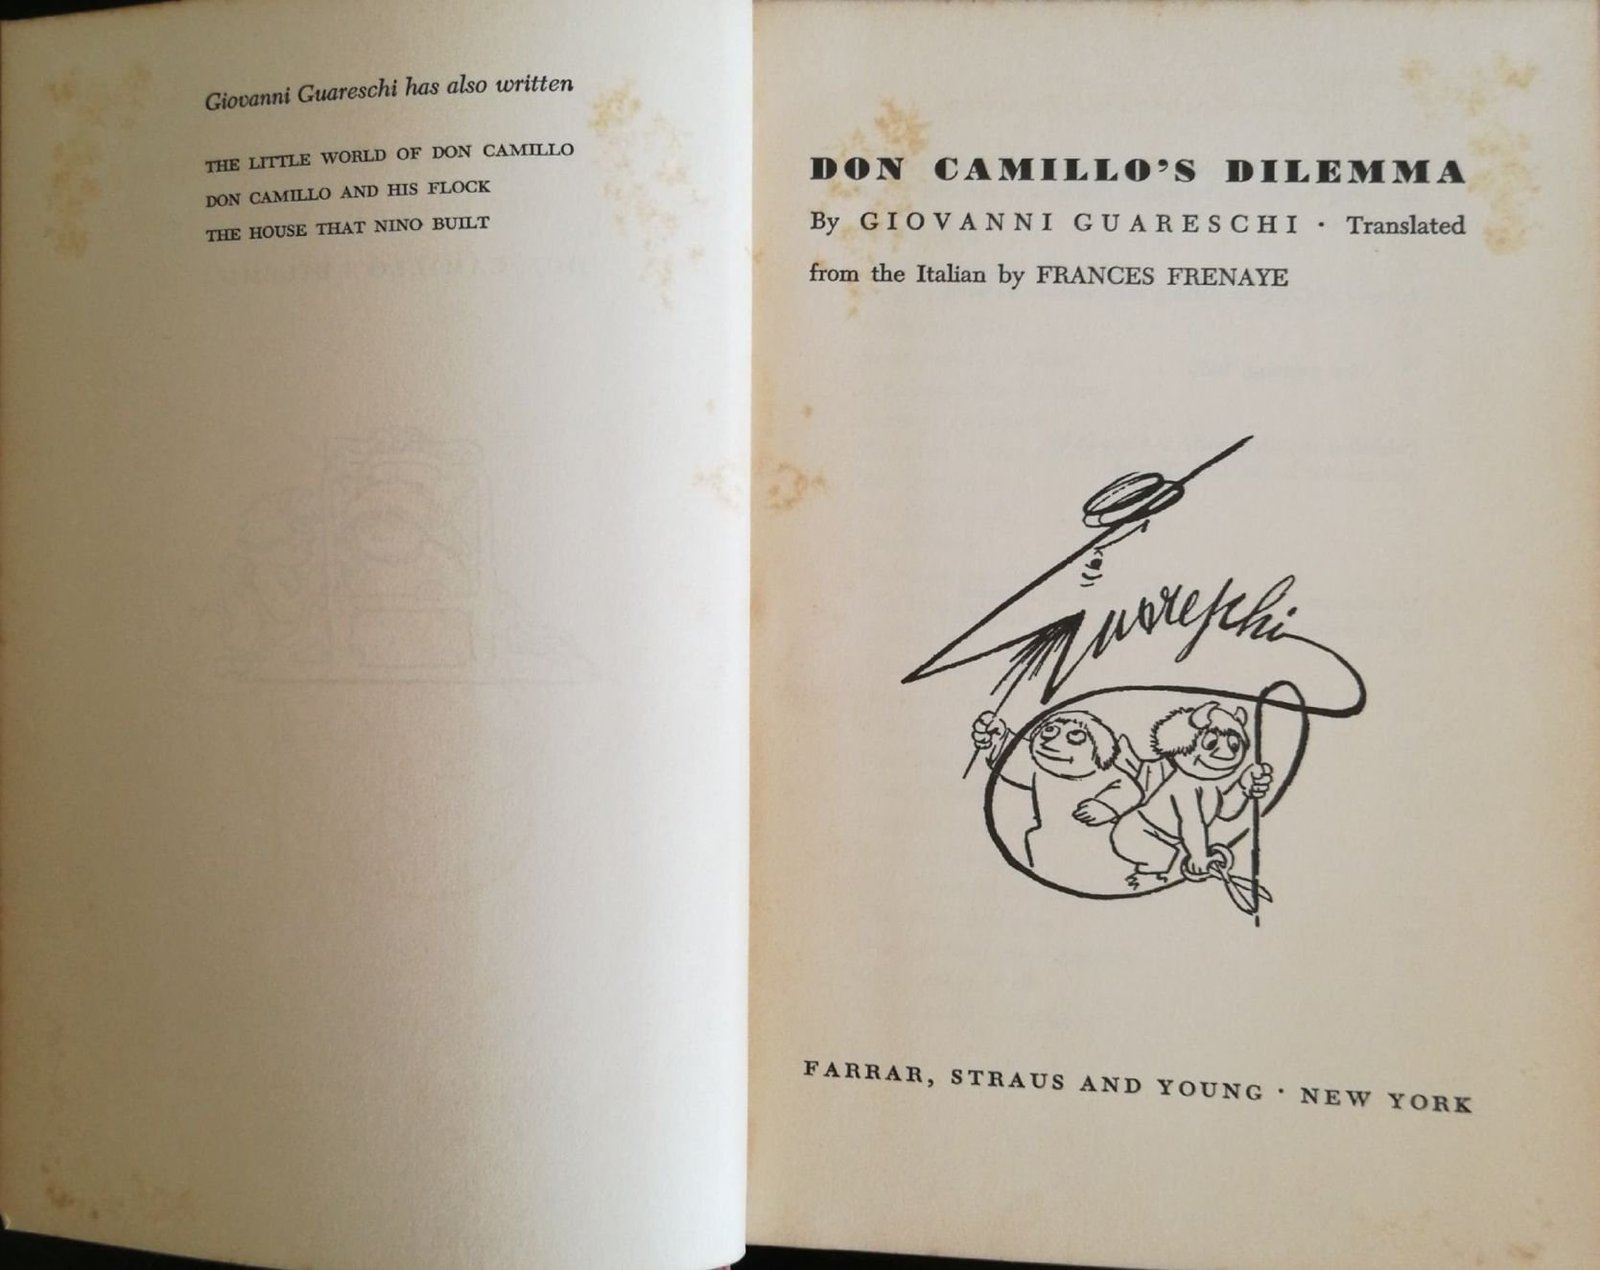 Giovanni Guareschi has also written
THE LITTLE WORLD OF DON CAMILLO
DON CAMILLO AND HIS FLOCK
THE HOUSE THAT NINO BUILT
DON CAMILLO'S DILEMMA
By GIOVANNI GUARESCHI · Translated
from the Italian by FRANCES FRENAYE
Guareschi
FARRAR, STRAUS AND YOUNG · NEW YORK